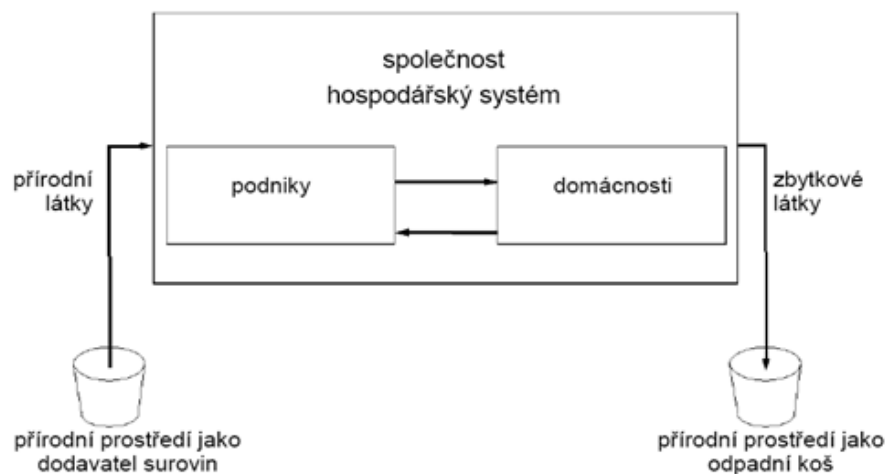 společnost
hospodářský systém
přírodní
látky
podniky
domácnosti
zbytkové
látky
přírodní prostředí jako
dodavatel surovin
přírodní prostředí jako
odpadní koš